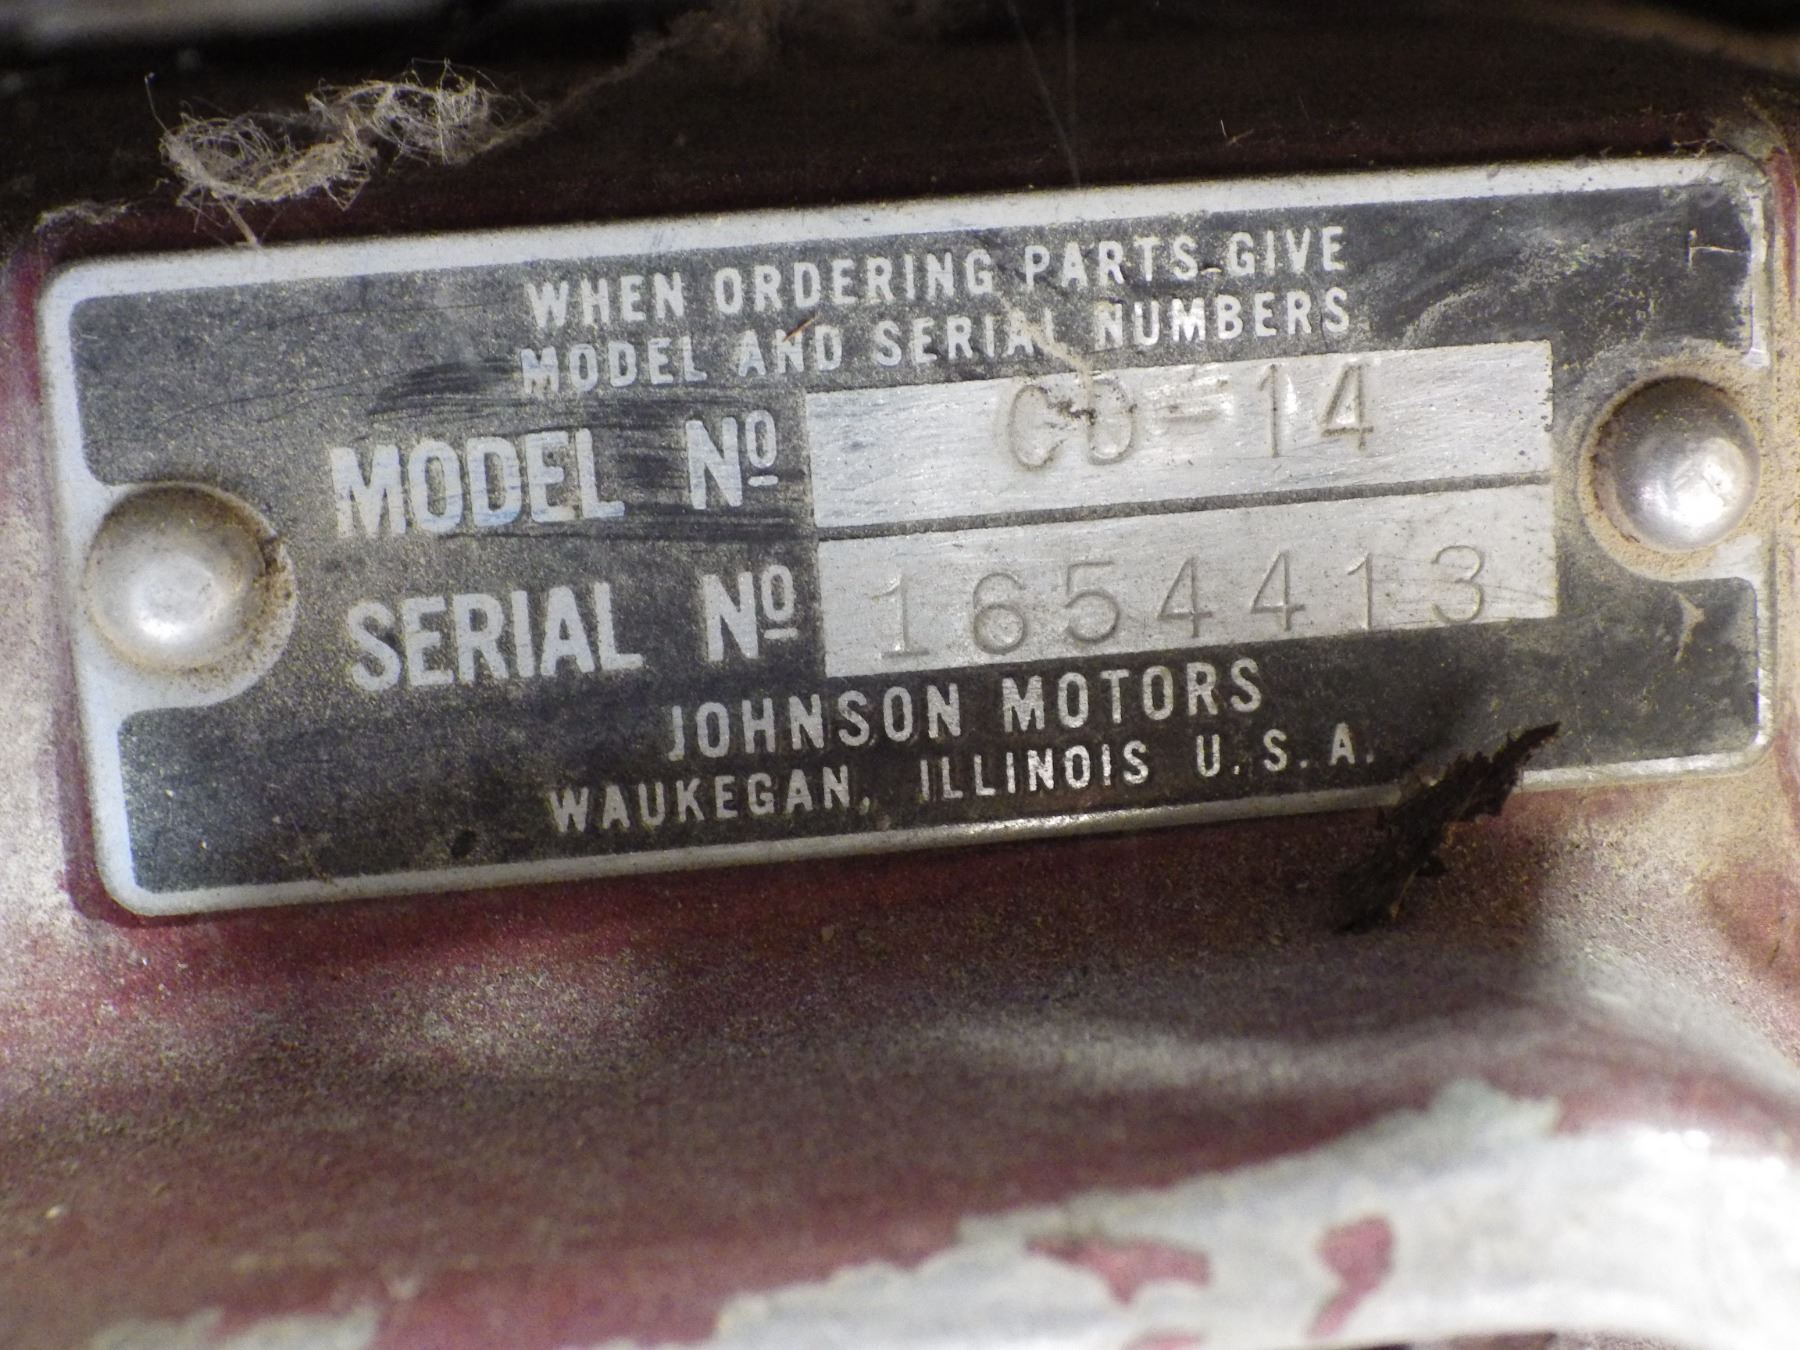 WHEN ORDERING PARTS GIVE
MODEL AND SERIAL NUMBERS
MODEL Nº CD-14
SERIAL Nº 1654413
JOHNSON MOTORS
WAUKEGAN, ILLINOIS U.S.A.